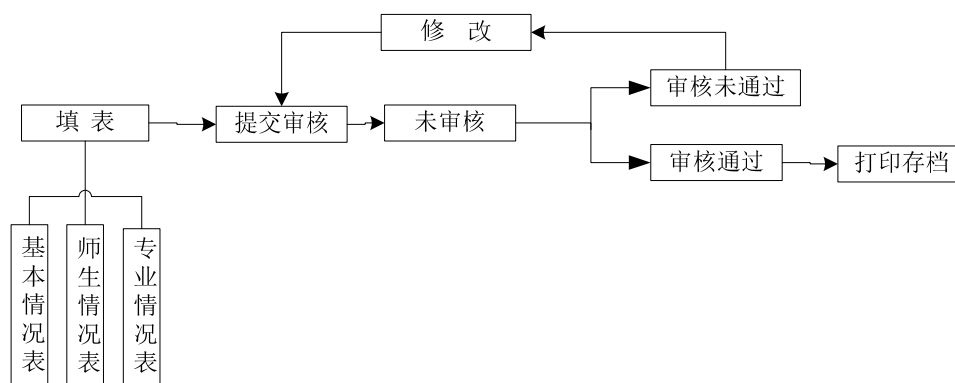 修 改
审核未通过
填 表
提交审核
未审核
审核通过
打印存档
基本情况表
师生情况表
专业情况表